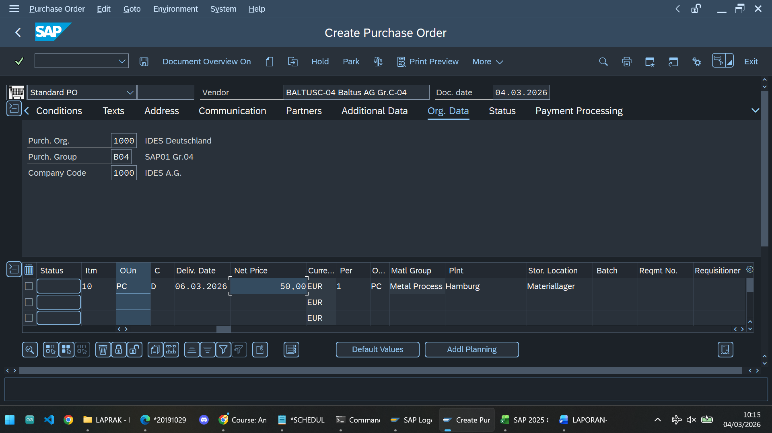 Purchase Order Edit Goto Environment System Help
SAP
Create Purchase Order
Document Overview On Hold Park Print Preview More Exit
Standard PO Vendor BALTUSC-04 Baltus AG Gr.C-04 Doc. date 04.03.2026
Conditions Texts Address Communication Partners Additional Data Org. Data Status Payment Processing
Purch. Org. 1000 IDES Deutschland
Purch. Group B04 SAP01 Gr.04
Company Code 1000 IDES A.G.
Status Itm OUn C Deliv. Date Net Price Curre... Per O... Matl Group Plnt Stor. Location Batch Reqmt No. Requisitioner
10 PC D 06.03.2026 50,00 EUR 1 PC Metal Process Hamburg Materiallager
EUR
EUR
Default Values Addl Planning
LAPRAK - I *20191029 Course: An *SCHEDUL Comman SAP Log Create Pur SAP 2025 LAPORAN-
10:15
04/03/2026